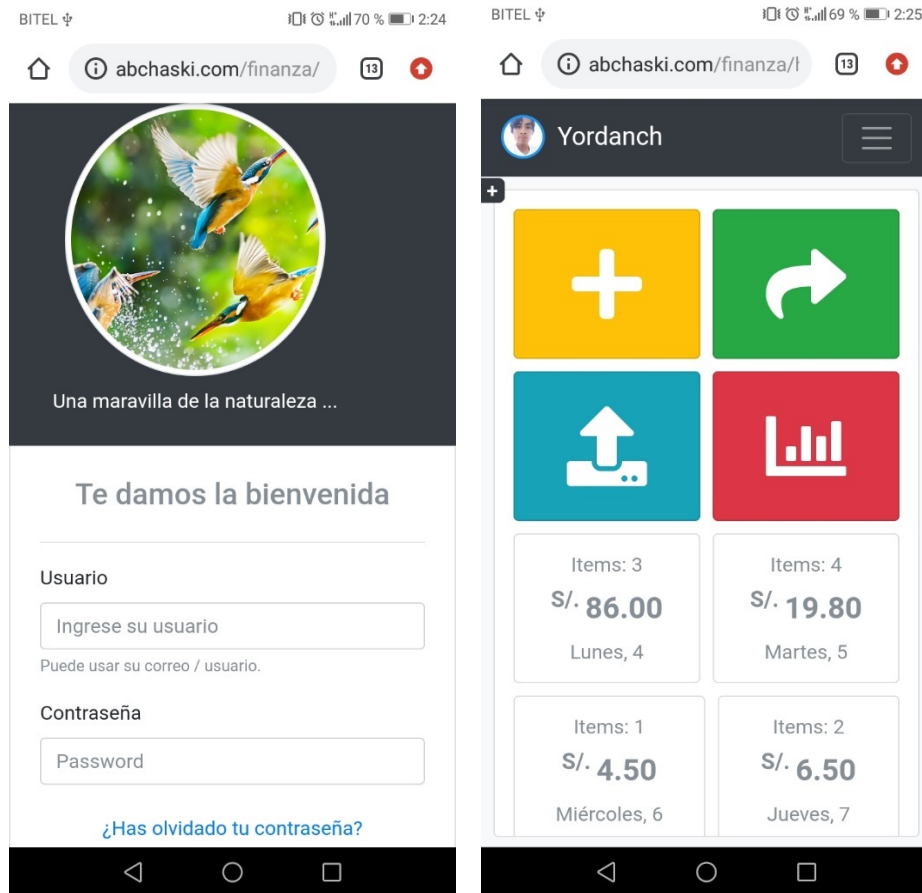 BITEL
70 %
2:24
abchaski.com/finanza/
13
Una maravilla de la naturaleza ...
Te damos la bienvenida
Usuario
Ingrese su usuario
Puede usar su correo / usuario.
Contraseña
Password
¿Has olvidado tu contraseña?
BITEL
69 %
2:25
abchaski.com/finanza/
13
Yordanch
Items: 3
S/. 86.00
Lunes, 4
Items: 4
S/. 19.80
Martes, 5
Items: 1
S/. 4.50
Miércoles, 6
Items: 2
S/. 6.50
Jueves, 7